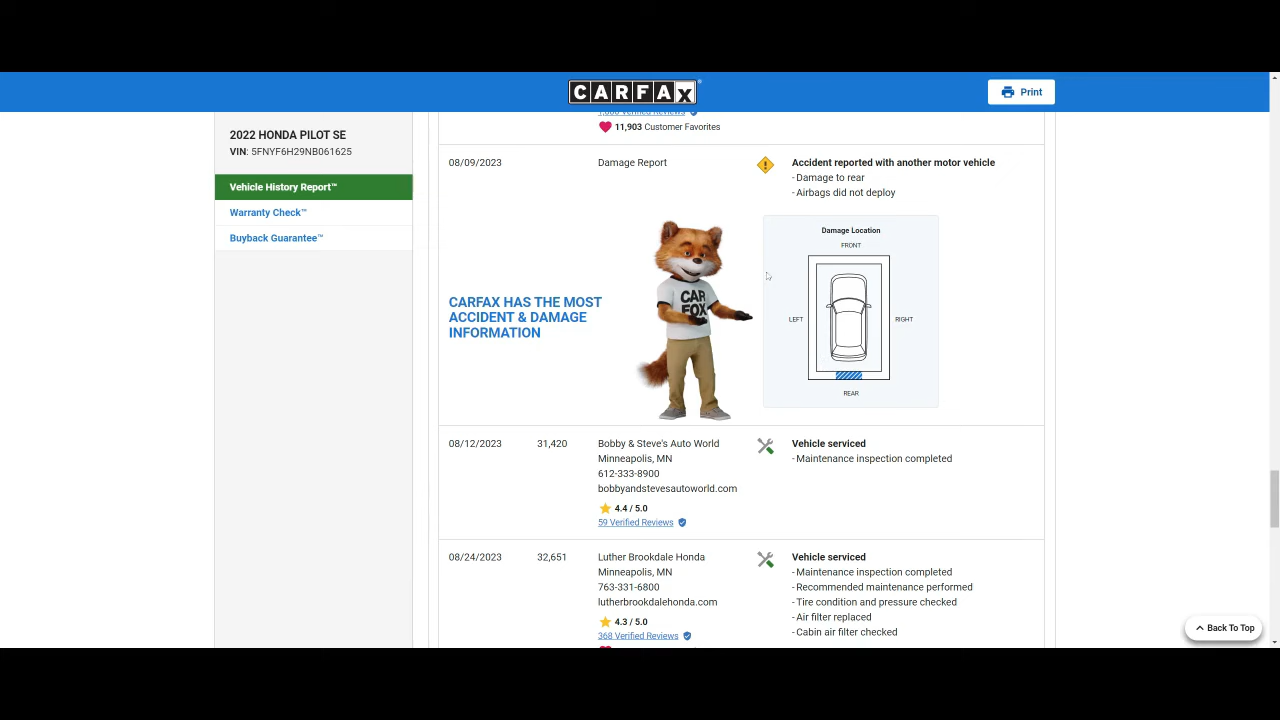 CARFAX
Print
2022 HONDA PILOT SE
VIN: 5FNYF6H29NB061625
Vehicle History Report™
Warranty Check™
Buyback Guarantee™
11,903 Customer Favorites
08/09/2023
Damage Report
Accident reported with another motor vehicle
- Damage to rear
- Airbags did not deploy
CARFAX HAS THE MOST
ACCIDENT & DAMAGE
INFORMATION
CAR
FOX
Damage Location
FRONT
LEFT
RIGHT
REAR
08/12/2023
31,420
Bobby & Steve's Auto World
Minneapolis, MN
612-333-8900
bobbyandstevesautoworld.com
4.4 / 5.0
59 Verified Reviews
Vehicle serviced
- Maintenance inspection completed
08/24/2023
32,651
Luther Brookdale Honda
Minneapolis, MN
763-331-6800
lutherbrookdalehonda.com
4.3 / 5.0
368 Verified Reviews
Vehicle serviced
- Maintenance inspection completed
- Recommended maintenance performed
- Tire condition and pressure checked
- Air filter replaced
- Cabin air filter checked
Back To Top